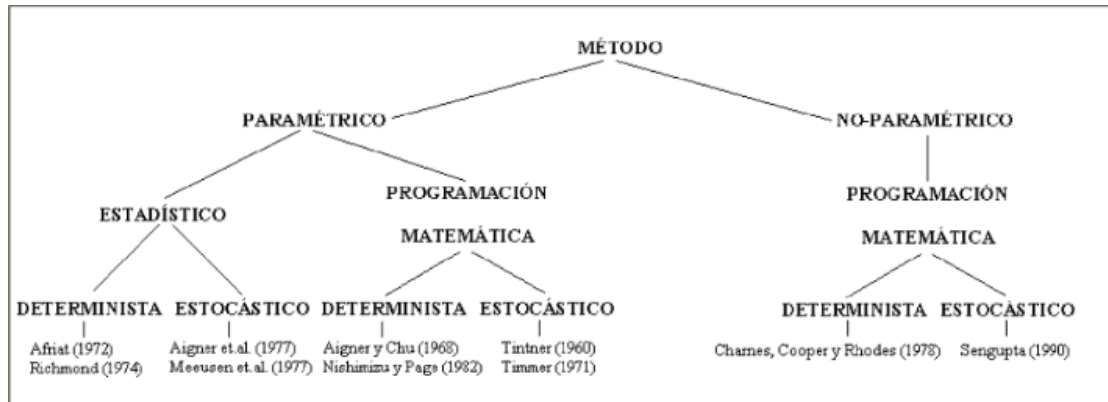 MÉTODO
PARAMÉTRICO NO-PARAMÉTRICO
PROGRAMACIÓN PROGRAMACIÓN
ESTADÍSTICO
MATEMÁTICA MATEMÁTICA
DETERMINISTA ESTOCÁSTICO DETERMINISTA ESTOCÁSTICO DETERMINISTA ESTOCÁSTICO
Afriat (1972) Aigner et.al. (1977) Aigner y Chu (1968) Tintner (1960) Charnes, Cooper y Rhodes (1978) Sengupta (1990)
Richmond (1974) Meeusen et.al. (1977) Nishimizu y Page (1982) Timmer (1971)